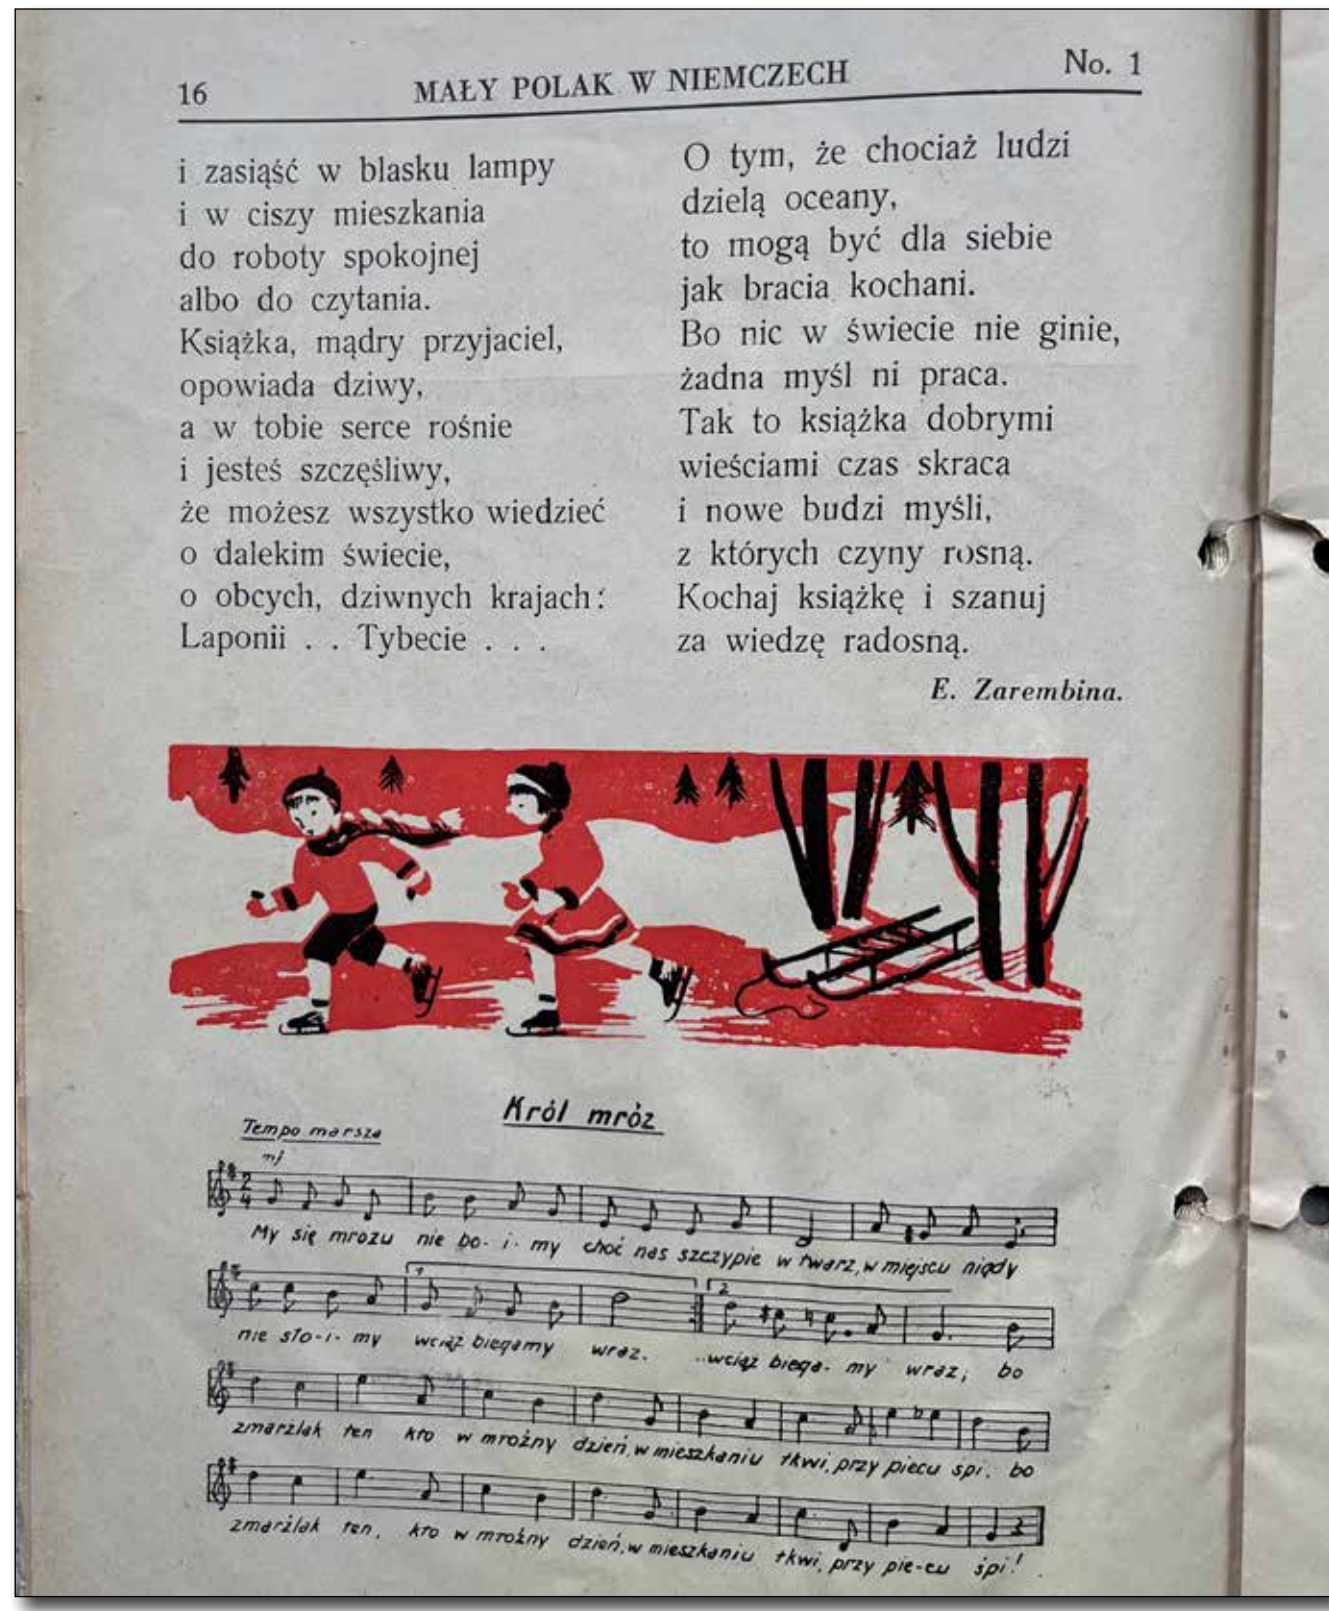 16
MAŁY POLAK W NIEMCZECH
No. 1
i zasiąść w blasku lampy
i w ciszy mieszkania
do roboty spokojnej
albo do czytania.
Książka, mądry przyjaciel,
opowiada dziwy,
a w tobie serce rośnie
i jesteś szczęśliwy,
że możesz wszystko wiedzieć
o dalekim świecie,
o obcych, dziwnych krajach:
Laponii . . Tybecie . . .
O tym, że chociaż ludzi
dzielą oceany,
to mogą być dla siebie
jak bracia kochani.
Bo nic w świecie nie ginie,
żadna myśl ni praca.
Tak to książka dobrymi
wieściami czas skraca
i nowe budzi myśli,
z których czyny rosną.
Kochaj książkę i szanuj
za wiedzę radosną.
E. Zarembina.
Król mróz
Tempo marsza
mf
2
4
My się mrozu nie bo-i-my choć nas szczypie w twarz, w miejscu nigdy
1
2
nie sto-i-my wciąż biegamy wraz. ..wciąż biega-my wraz; bo
zmarźlak ten kto w mroźny dzień, w mieszkaniu tkwi, przy piecu śpi. bo
zmarźlak ten, kto w mroźny dzień, w mieszkaniu tkwi, przy pie-cu śpi!